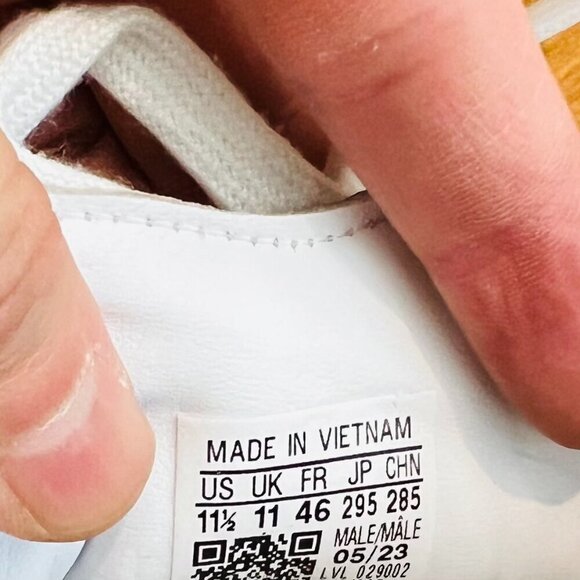 MADE IN VIETNAM
US UK FR JP CHN
11½ 11 46 295 285
MALE/MÂLE
05/23
LVL 029002